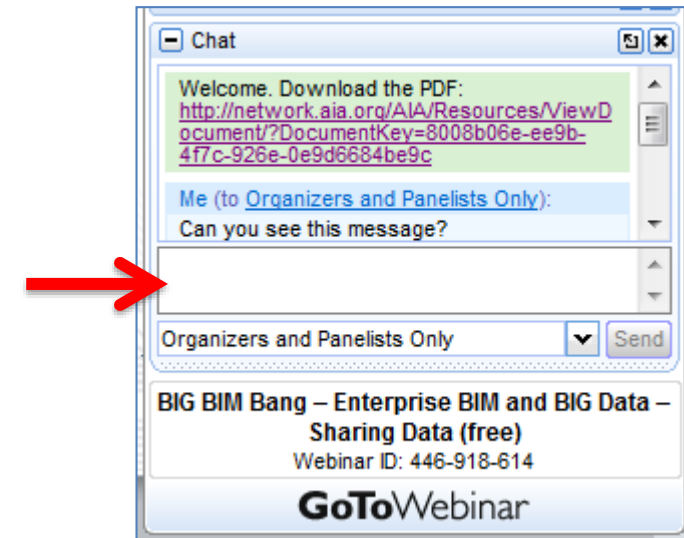 Chat
Welcome. Download the PDF:
http://network.aia.org/AIA/Resources/ViewD
ocument/?DocumentKey=8008b06e-ee9b-
4f7c-926e-0e9d6684be9c
Me (to Organizers and Panelists Only):
Can you see this message?
Organizers and Panelists Only
Send
BIG BIM Bang – Enterprise BIM and BIG Data –
Sharing Data (free)
Webinar ID: 446-918-614
GoToWebinar